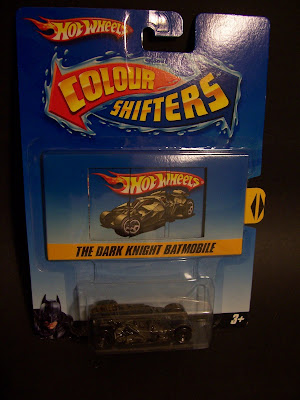 HOT WHEELS
COLOUR
SHIFTERS
HOT WHEELS
THE DARK KNIGHT BATMOBILE
3+